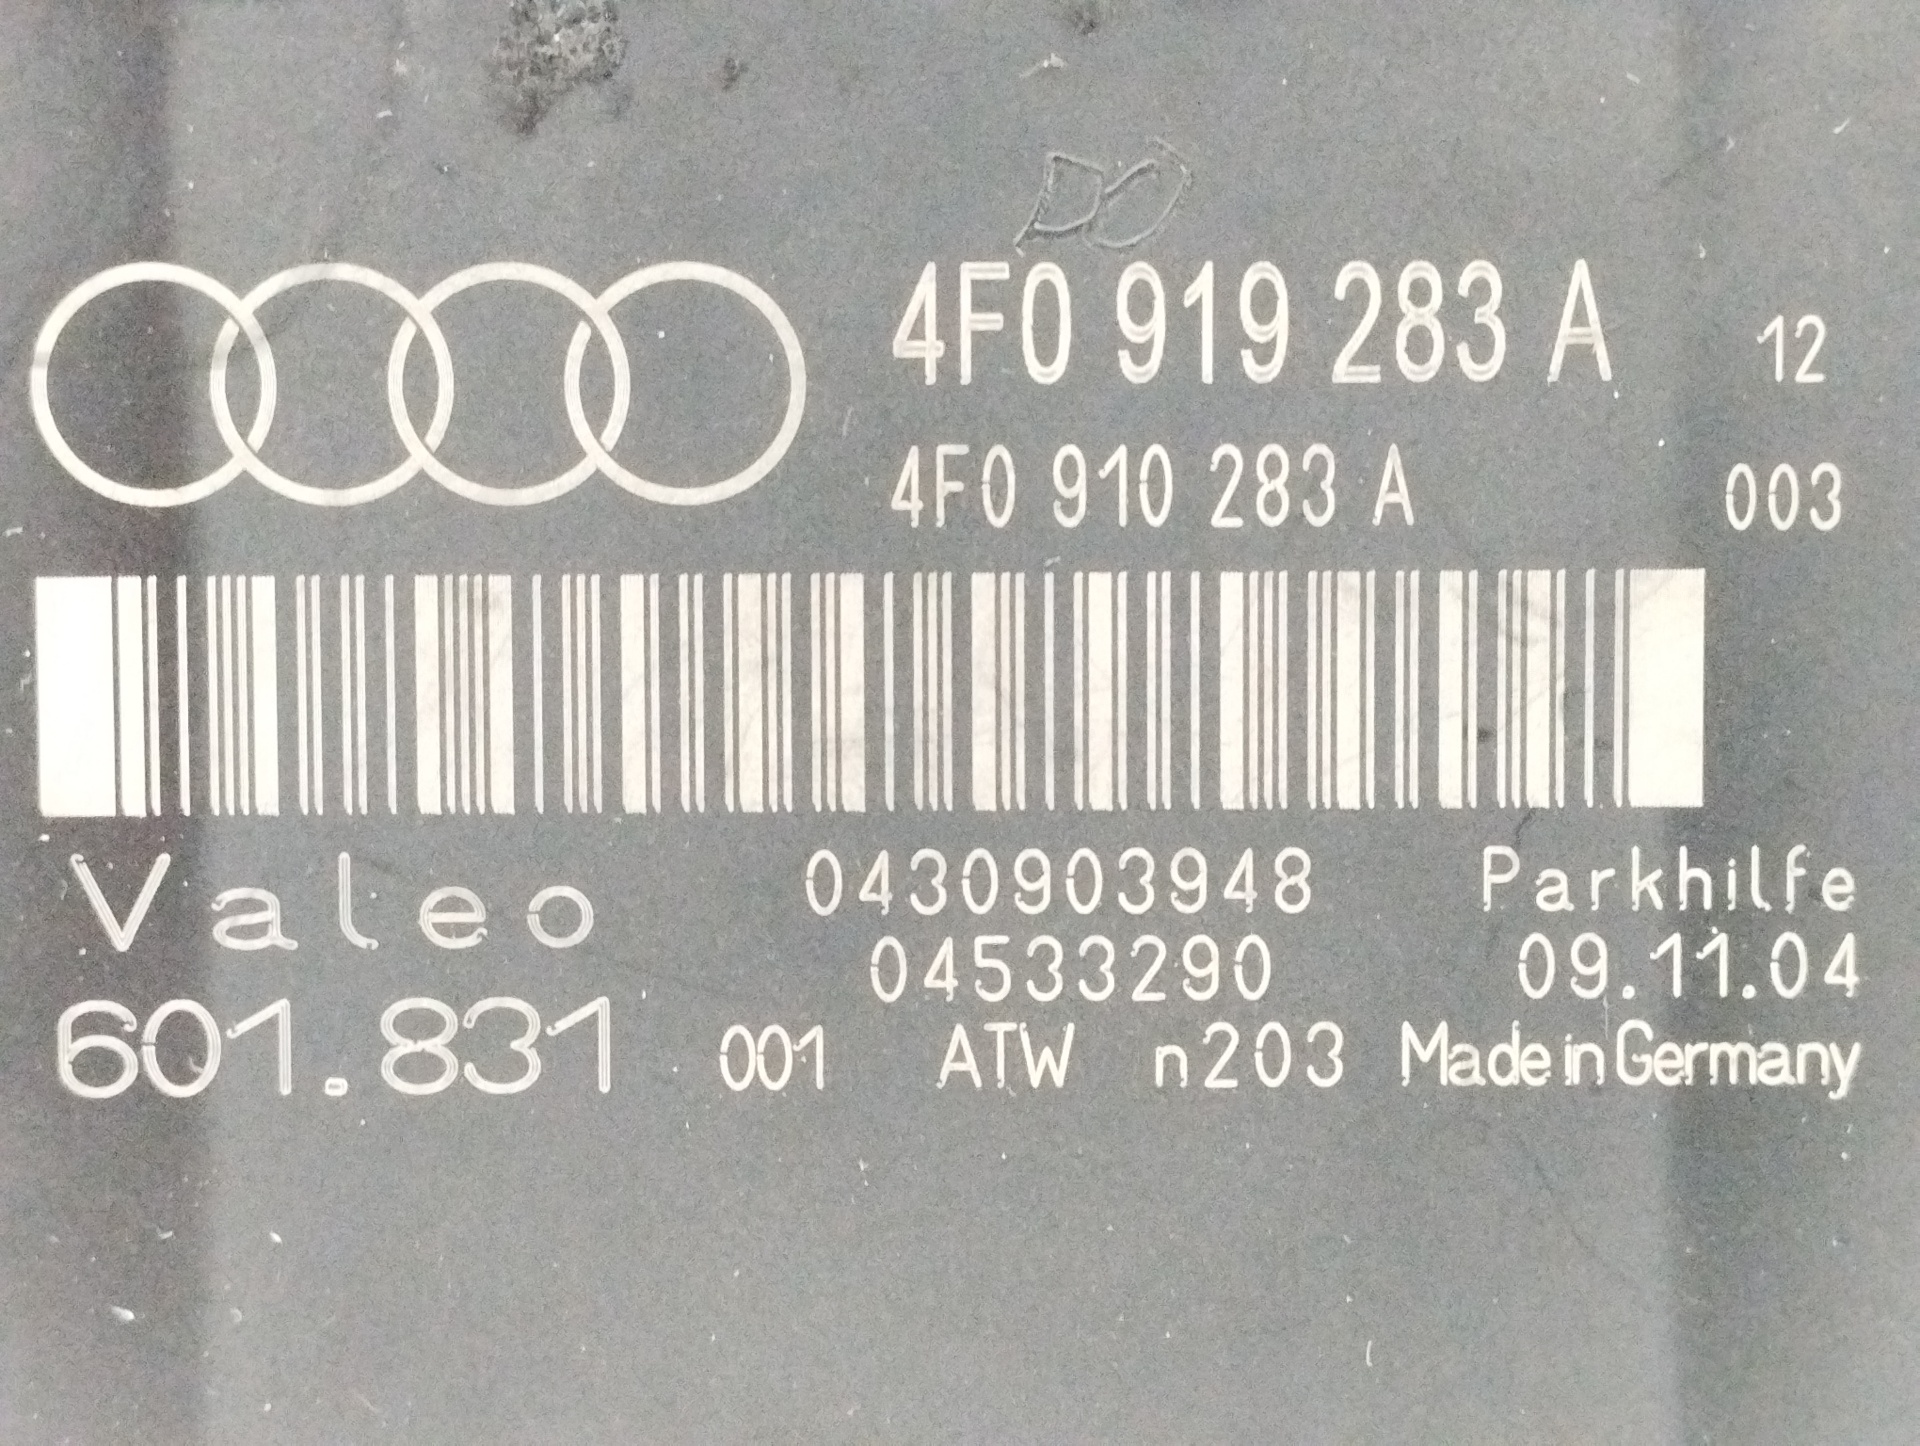 DO
4F0 919 283 A 12
4F0 910 283 A 003
Valeo 0430903948 Parkhilfe
04533290 09.11.04
601.831 001 ATW n203 Made in Germany